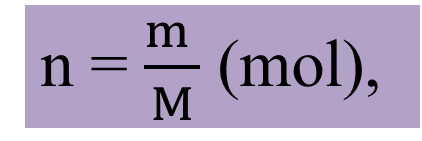 n = m/M (mol),